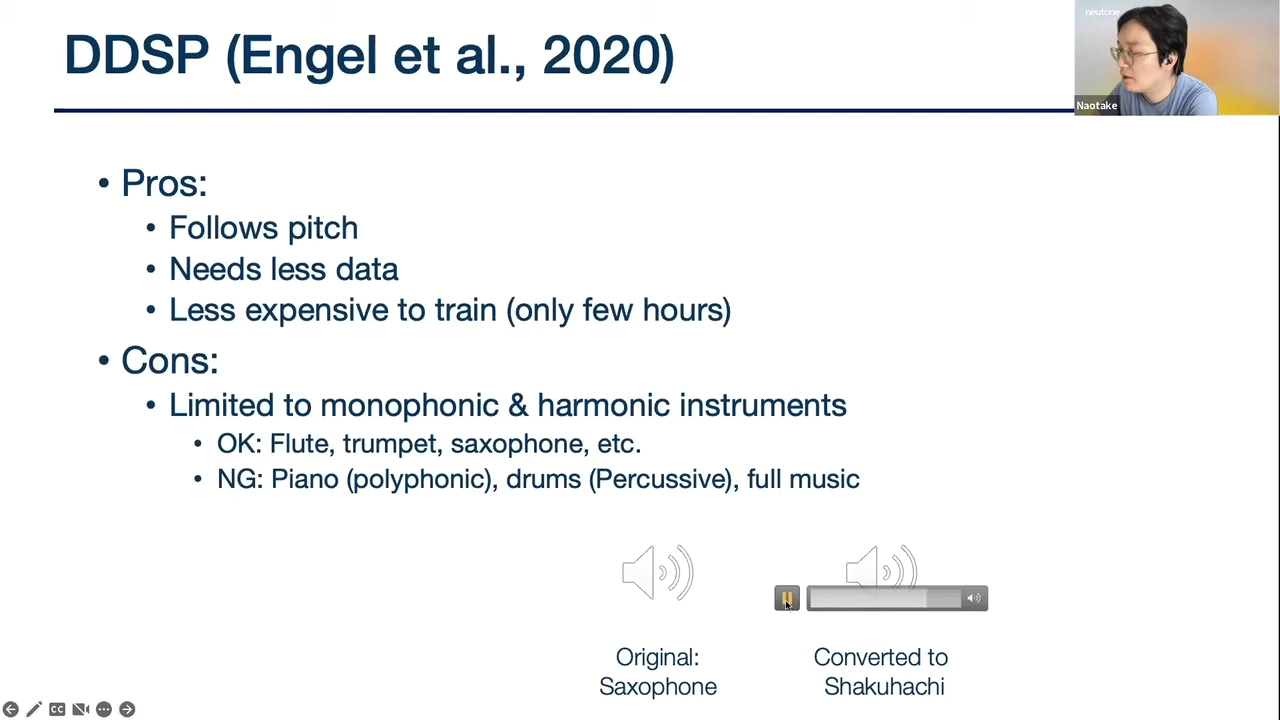 DDSP (Engel et al., 2020)
neutone
Naotake
• Pros:
• Follows pitch
• Needs less data
• Less expensive to train (only few hours)
• Cons:
• Limited to monophonic & harmonic instruments
• OK: Flute, trumpet, saxophone, etc.
• NG: Piano (polyphonic), drums (Percussive), full music
Original:
Saxophone
Converted to
Shakuhachi
CC